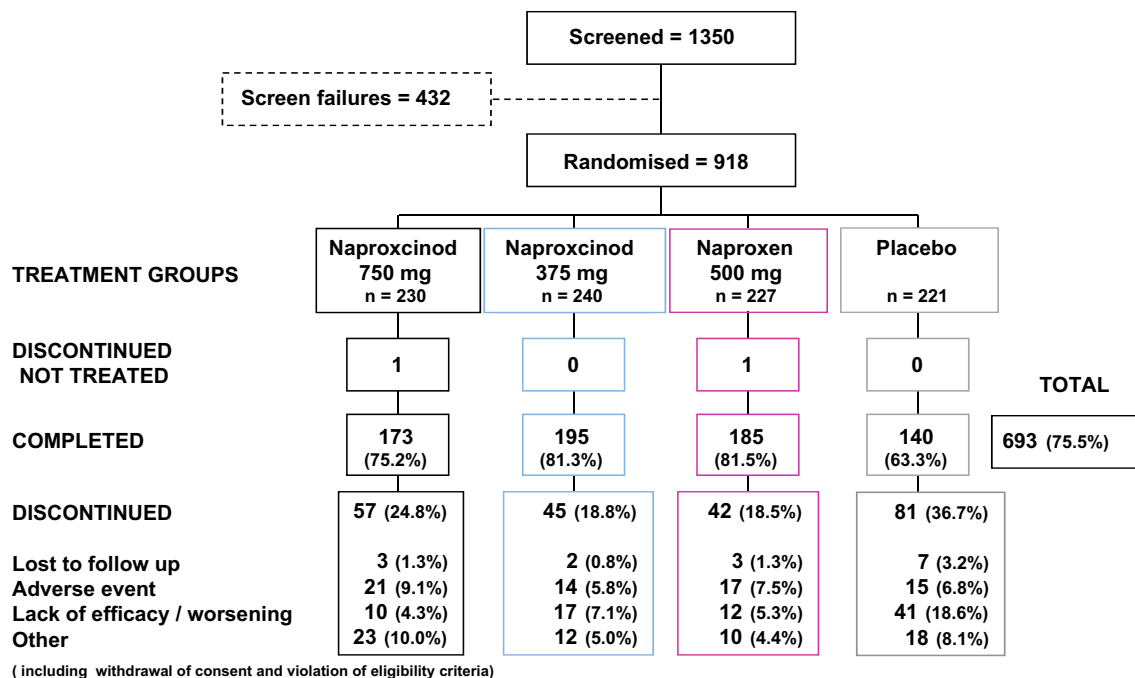 Screened = 1350
Screen failures = 432
Randomised = 918
TREATMENT GROUPS
Naproxcinod
750 mg
n = 230
Naproxcinod
375 mg
n = 240
Naproxen
500 mg
n = 227
Placebo
n = 221
DISCONTINUED
NOT TREATED
1
0
1
0
TOTAL
COMPLETED
173
(75.2%)
195
(81.3%)
185
(81.5%)
140
(63.3%)
693 (75.5%)
DISCONTINUED 57 (24.8%) 45 (18.8%) 42 (18.5%) 81 (36.7%)
Lost to follow up 3 (1.3%) 2 (0.8%) 3 (1.3%) 7 (3.2%)
Adverse event 21 (9.1%) 14 (5.8%) 17 (7.5%) 15 (6.8%)
Lack of efficacy / worsening 10 (4.3%) 17 (7.1%) 12 (5.3%) 41 (18.6%)
Other 23 (10.0%) 12 (5.0%) 10 (4.4%) 18 (8.1%)
( including withdrawal of consent and violation of eligibility criteria)